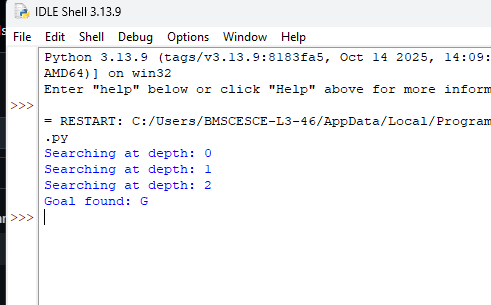 IDLE Shell 3.13.9
File Edit Shell Debug Options Window Help
Python 3.13.9 (tags/v3.13.9:8183fa5, Oct 14 2025, 14:09:
AMD64)] on win32
Enter "help" below or click "Help" above for more inform
>>>
= RESTART: C:/Users/BMSCESCE-L3-46/AppData/Local/Program
.py
Searching at depth: 0
Searching at depth: 1
Searching at depth: 2
Goal found: G
>>>